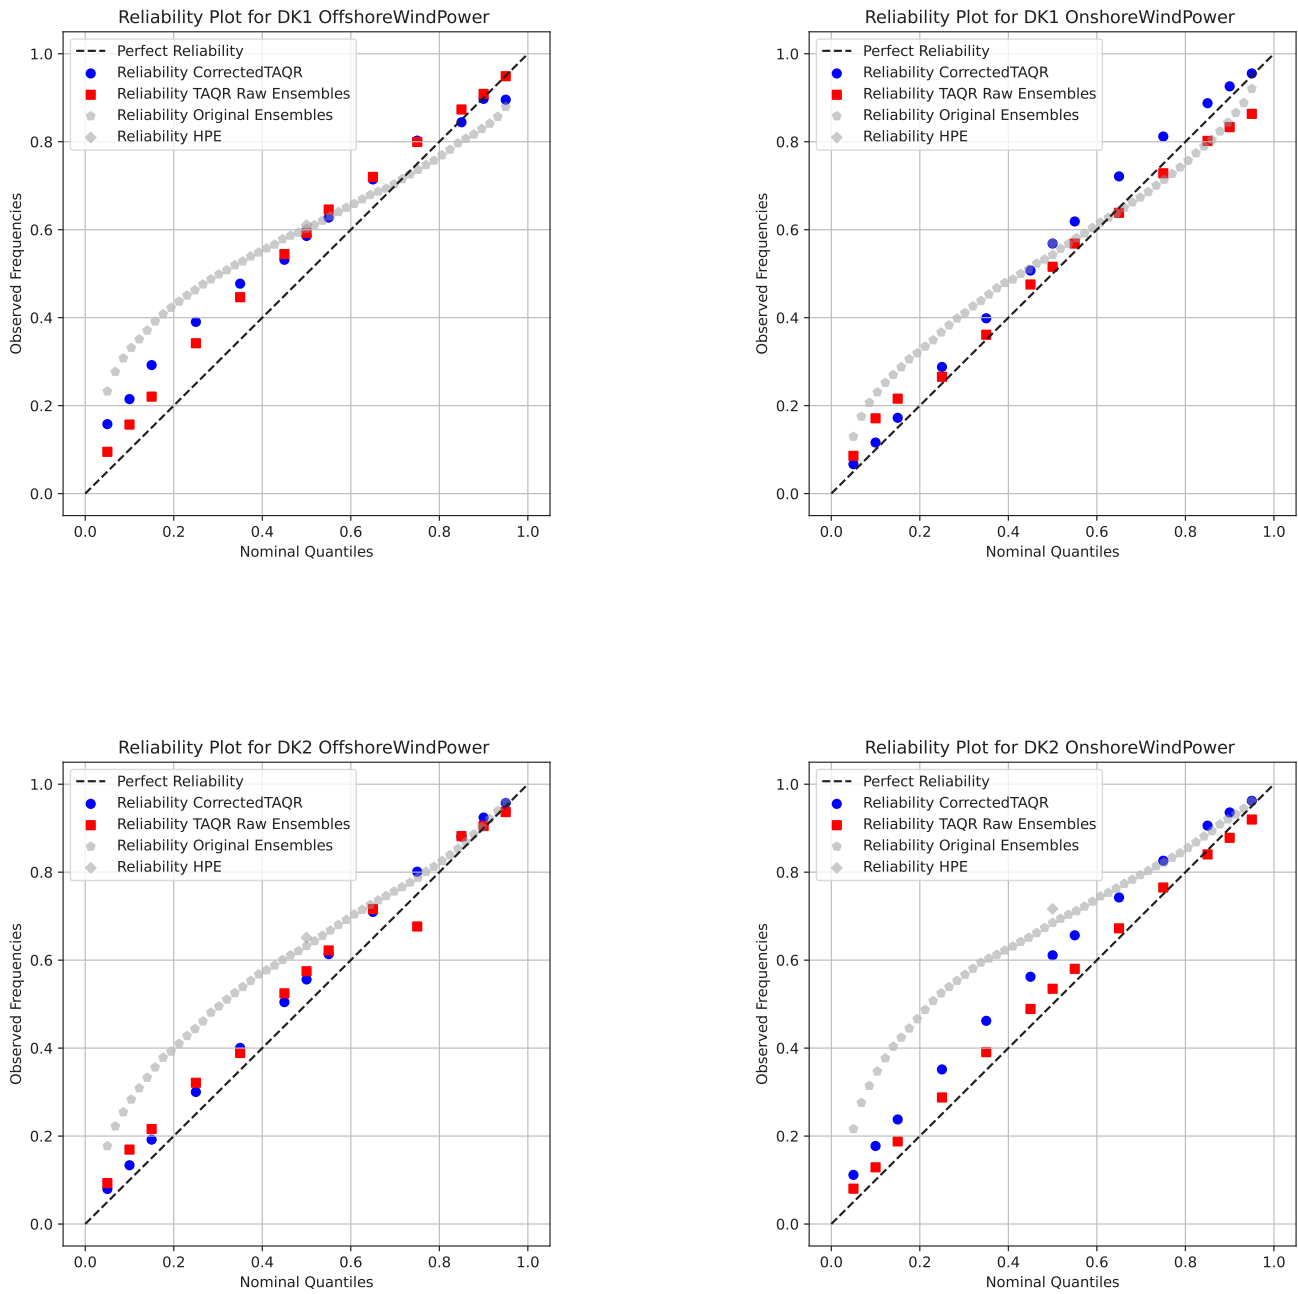 Reliability Plot for DK1 OffshoreWindPower
1.0
0.8
0.6
0.4
0.2
0.0
Observed Frequencies
Perfect Reliability
Reliability CorrectedTAQR
Reliability TAQR Raw Ensembles
Reliability Original Ensembles
Reliability HPE
0.0 0.2 0.4 0.6 0.8 1.0
Nominal Quantiles
Reliability Plot for DK1 OnshoreWindPower
1.0
0.8
0.6
0.4
0.2
0.0
Observed Frequencies
Perfect Reliability
Reliability CorrectedTAQR
Reliability TAQR Raw Ensembles
Reliability Original Ensembles
Reliability HPE
0.0 0.2 0.4 0.6 0.8 1.0
Nominal Quantiles
Reliability Plot for DK2 OffshoreWindPower
1.0
0.8
0.6
0.4
0.2
0.0
Observed Frequencies
Perfect Reliability
Reliability CorrectedTAQR
Reliability TAQR Raw Ensembles
Reliability Original Ensembles
Reliability HPE
0.0 0.2 0.4 0.6 0.8 1.0
Nominal Quantiles
Reliability Plot for DK2 OnshoreWindPower
1.0
0.8
0.6
0.4
0.2
0.0
Observed Frequencies
Perfect Reliability
Reliability CorrectedTAQR
Reliability TAQR Raw Ensembles
Reliability Original Ensembles
Reliability HPE
0.0 0.2 0.4 0.6 0.8 1.0
Nominal Quantiles